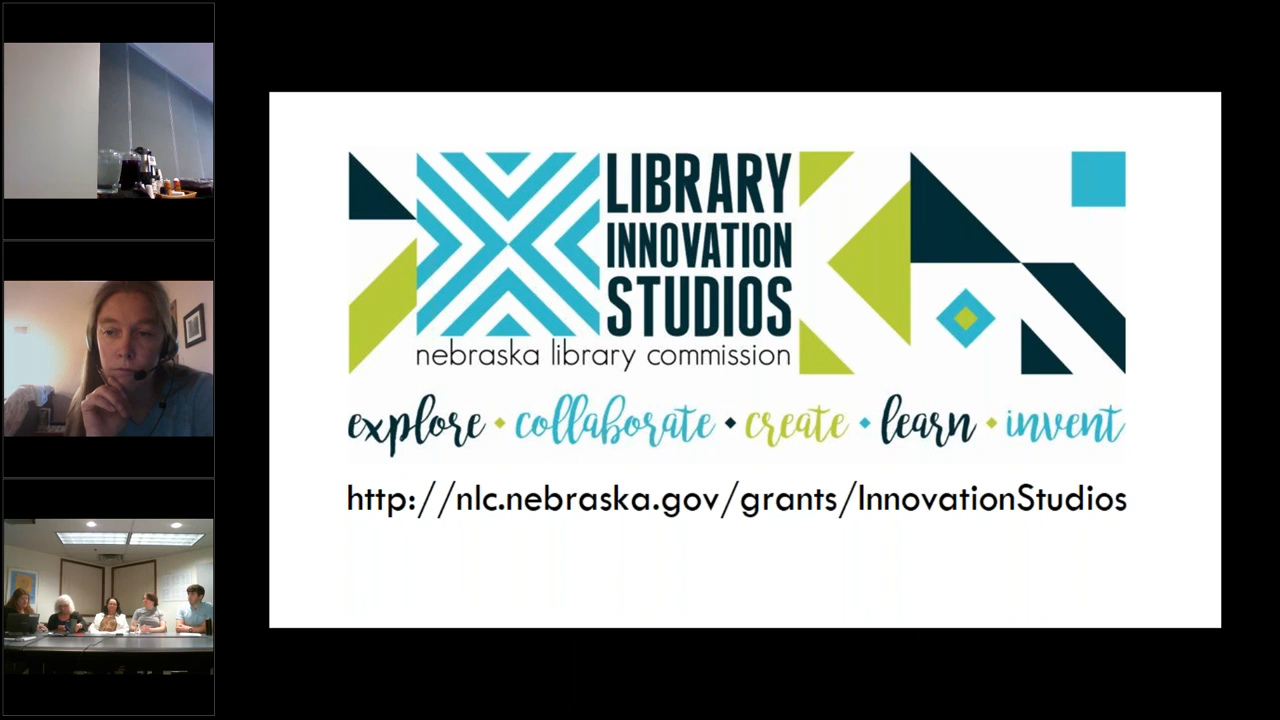 LIBRARY
INNOVATION
STUDIOS
nebraska library commission
explore • collaborate • create • learn • invent
http://nlc.nebraska.gov/grants/InnovationStudios